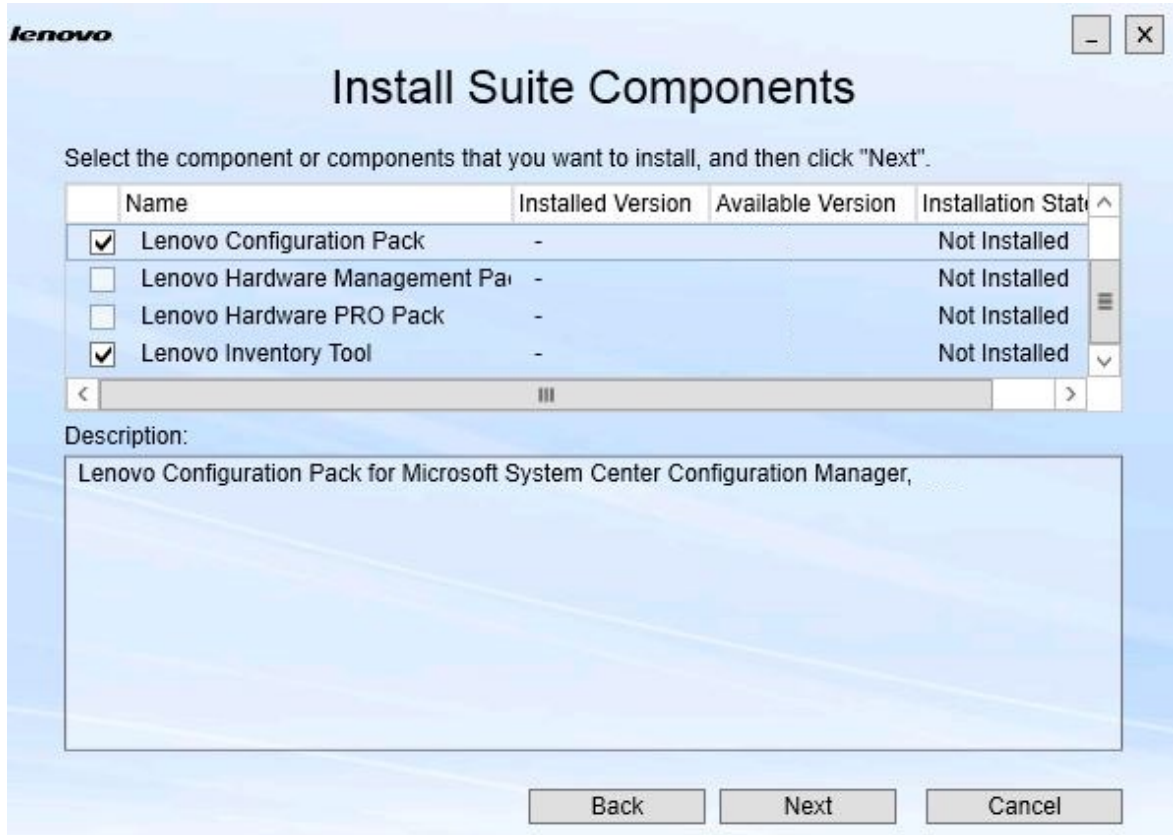 lenovo
Install Suite Components
Select the component or components that you want to install, and then click "Next".
Name Installed Version Available Version Installation State
Lenovo Configuration Pack - Not Installed
Lenovo Hardware Management Pa - Not Installed
Lenovo Hardware PRO Pack - Not Installed
Lenovo Inventory Tool - Not Installed
Description:
Lenovo Configuration Pack for Microsoft System Center Configuration Manager,
Back Next Cancel